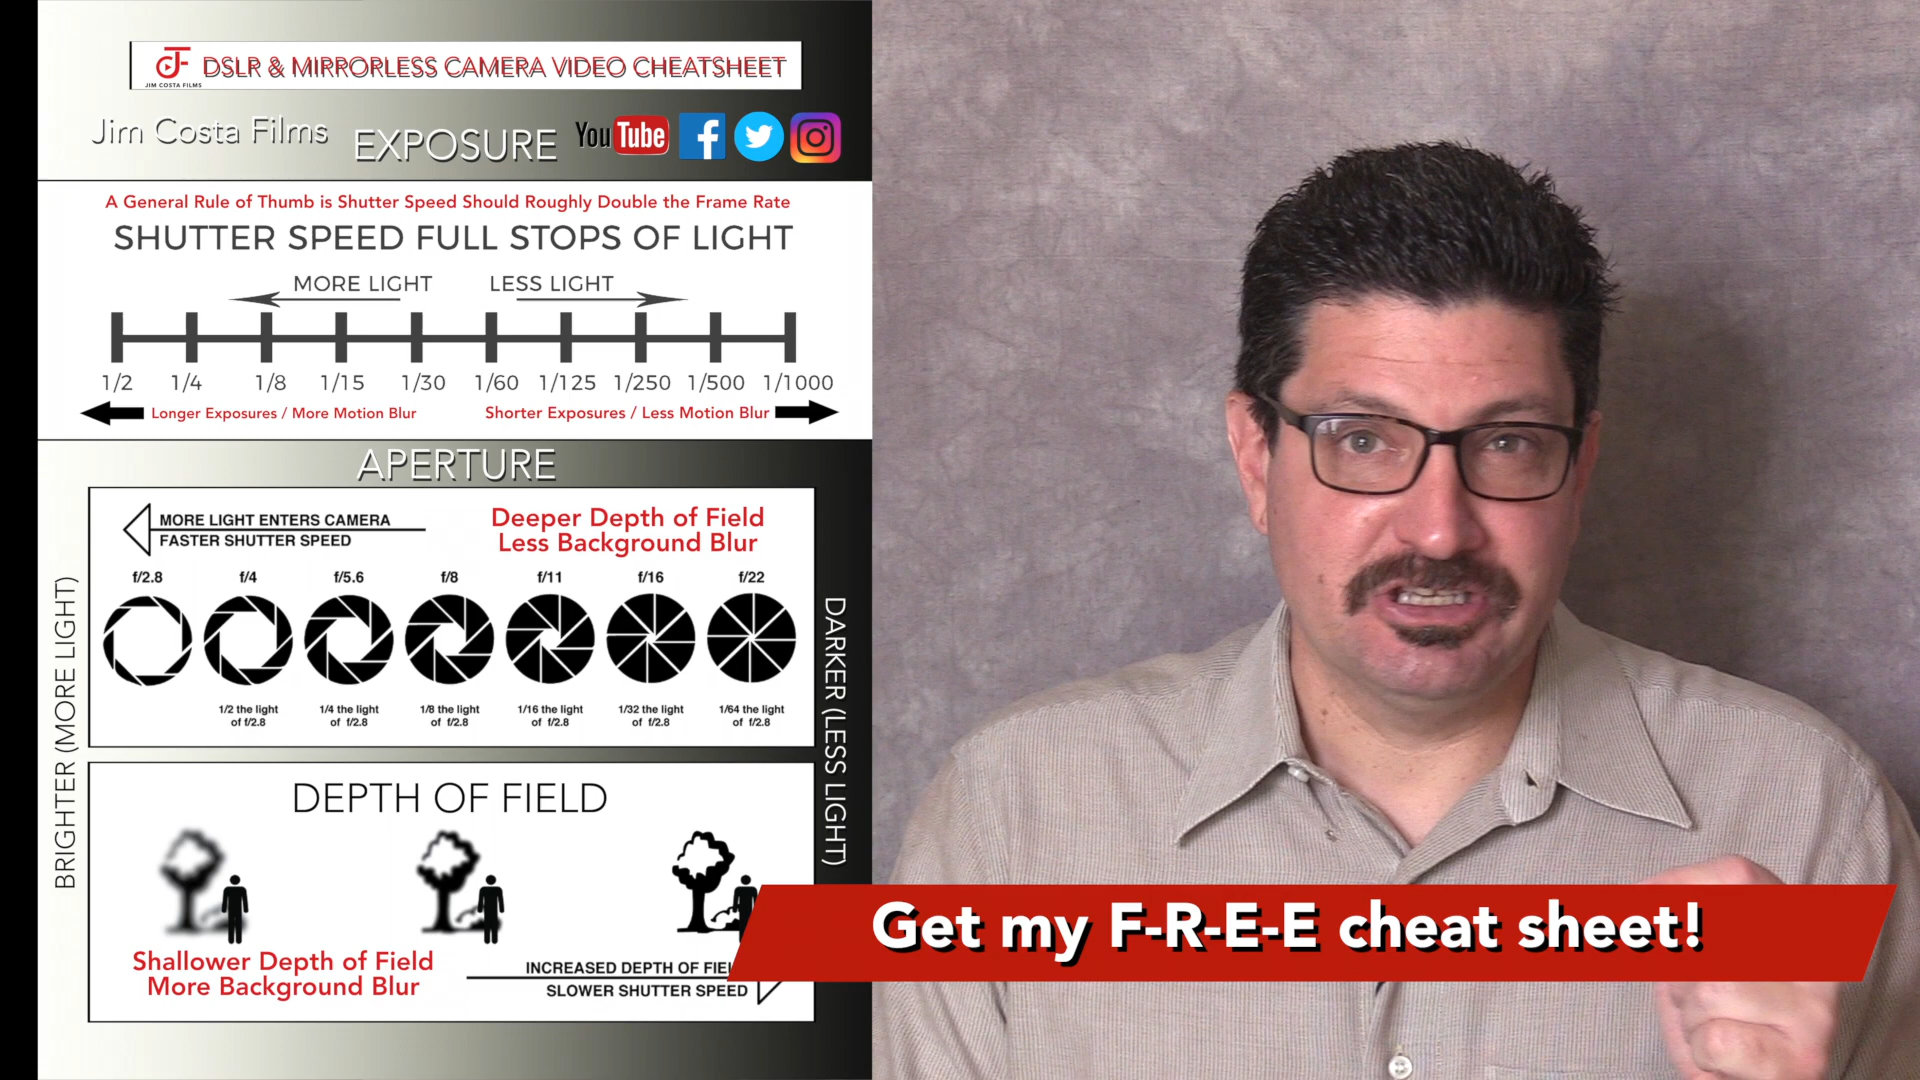 DSLR & MIRRORLESS CAMERA VIDEO CHEATSHEET
JIM COSTA FILMS
Jim Costa Films
EXPOSURE
YouTube
A General Rule of Thumb is Shutter Speed Should Roughly Double the Frame Rate
SHUTTER SPEED FULL STOPS OF LIGHT
MORE LIGHT LESS LIGHT
1/2 1/4 1/8 1/15 1/30 1/60 1/125 1/250 1/500 1/1000
Longer Exposures / More Motion Blur Shorter Exposures / Less Motion Blur
APERTURE
BRIGHTER (MORE LIGHT)
MORE LIGHT ENTERS CAMERA
FASTER SHUTTER SPEED
Deeper Depth of Field
Less Background Blur
f/2.8 f/4 f/5.6 f/8 f/11 f/16 f/22
1/2 the light 1/4 the light 1/8 the light 1/16 the light 1/32 the light 1/64 the light
of f/2.8 of f/2.8 of f/2.8 of f/2.8 of f/2.8 of f/2.8
DARKER (LESS LIGHT)
DEPTH OF FIELD
Shallower Depth of Field
More Background Blur
INCREASED DEPTH OF FIEL
SLOWER SHUTTER SPEED
Get my F-R-E-E cheat sheet!